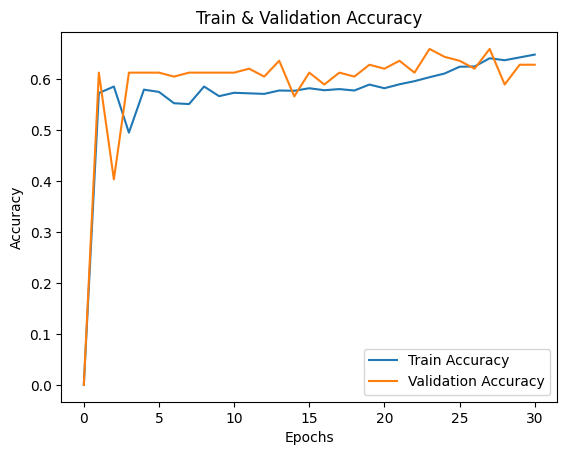 Train & Validation Accuracy
Accuracy
0.6
0.5
0.4
0.3
0.2
0.1
0.0
0 5 10 15 20 25 30
Epochs
Train Accuracy
Validation Accuracy